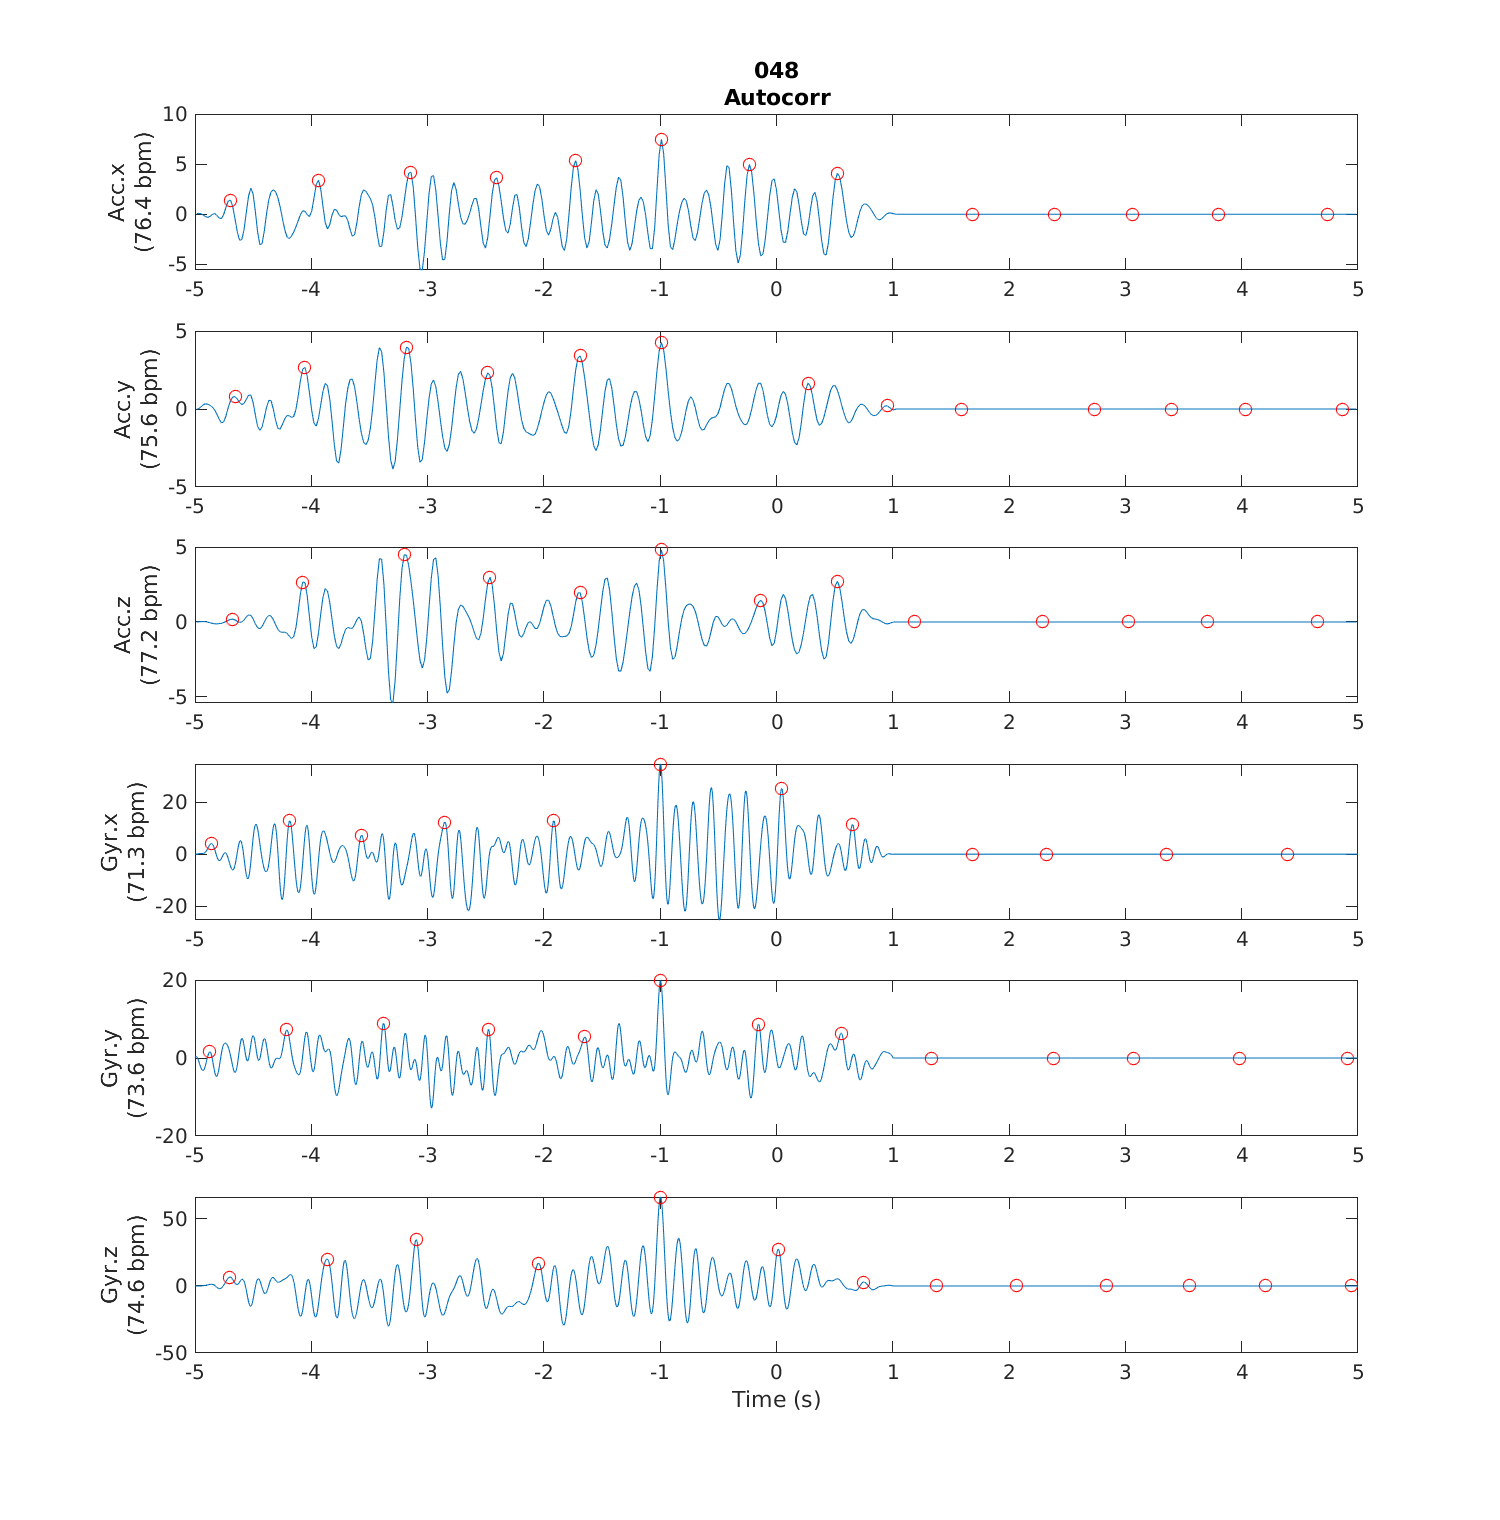 048
Autocorr
Acc.x
(76.4 bpm)
10
5
0
-5
-5 -4 -3 -2 -1 0 1 2 3 4 5
Acc.y
(75.6 bpm)
5
0
-5
-5 -4 -3 -2 -1 0 1 2 3 4 5
Acc.z
(77.2 bpm)
5
0
-5
-5 -4 -3 -2 -1 0 1 2 3 4 5
Gyr.x
(71.3 bpm)
20
0
-20
-5 -4 -3 -2 -1 0 1 2 3 4 5
Gyr.y
(73.6 bpm)
20
0
-20
-5 -4 -3 -2 -1 0 1 2 3 4 5
Gyr.z
(74.6 bpm)
50
0
-50
-5 -4 -3 -2 -1 0 1 2 3 4 5
Time (s)